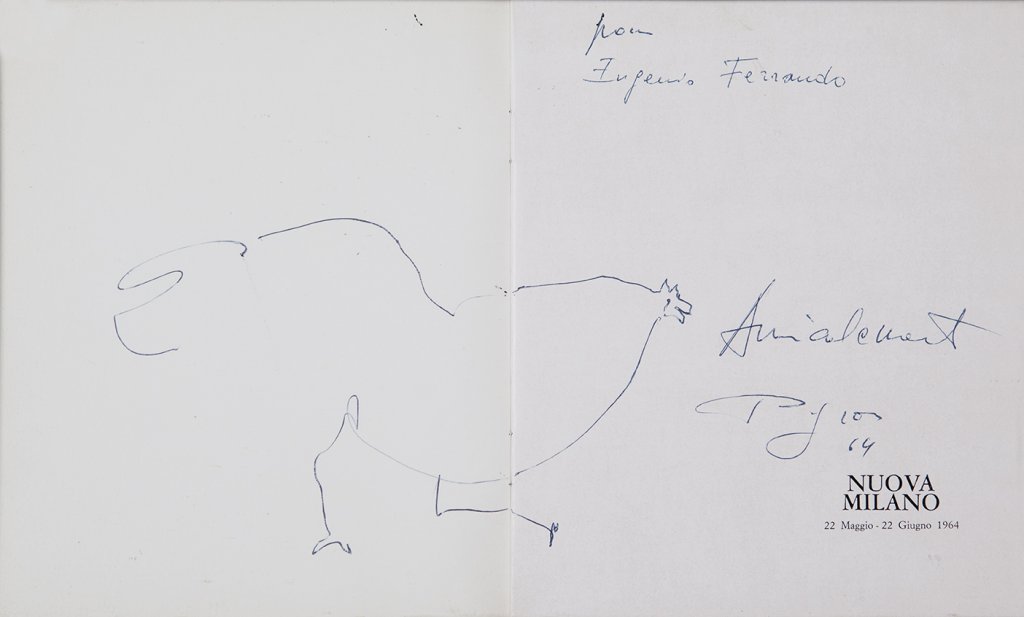 pour
Eugenio Ferrando
Amicalement
64
NUOVA
MILANO
22 Maggio - 22 Giugno 1964